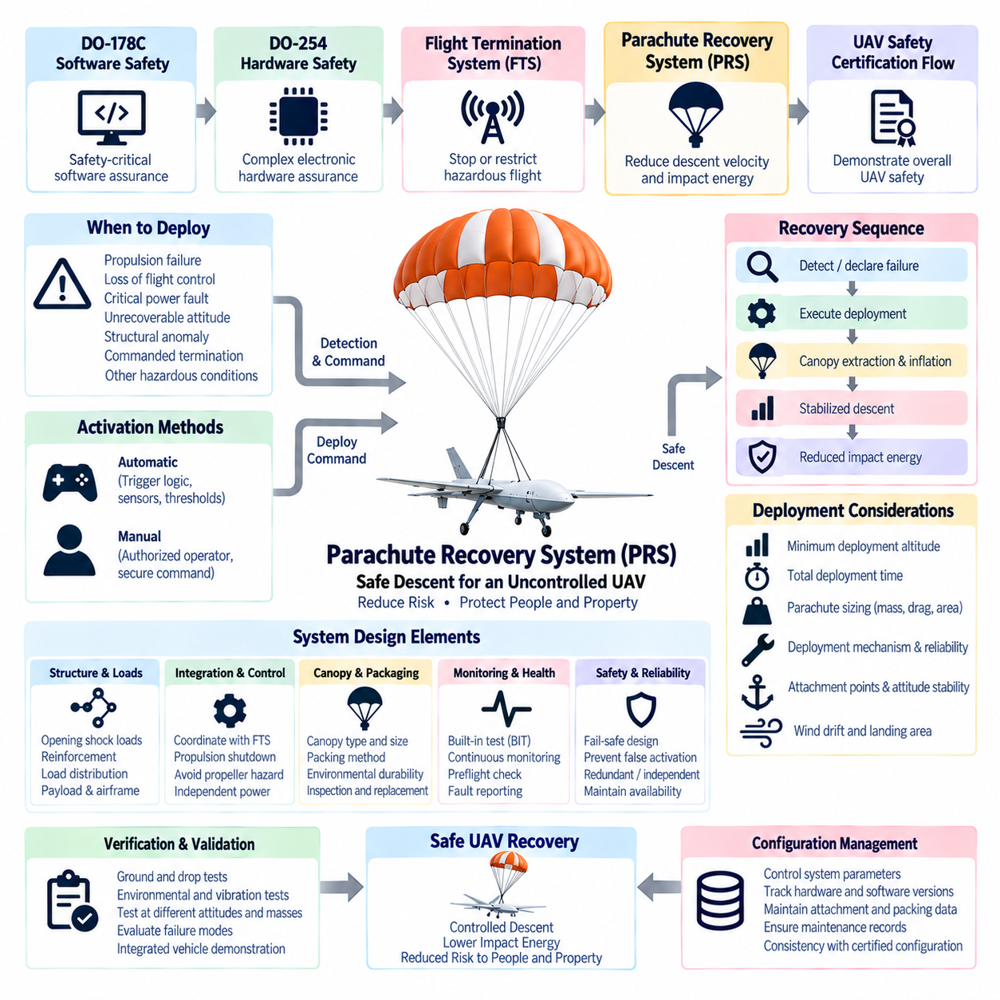 DO-178C
Software Safety
Safety-critical
software assurance
DO-254
Hardware Safety
Complex electronic
hardware assurance
Flight Termination
System (FTS)
Stop or restrict
hazardous flight
Parachute Recovery
System (PRS)
Reduce descent velocity
and impact energy
UAV Safety
Certification Flow
Demonstrate overall
UAV safety
When to Deploy
Propulsion failure
Loss of flight control
Critical power fault
Unrecoverable attitude
Structural anomaly
Commanded termination
Other hazardous conditions
Detection
& Command
Activation Methods
Automatic
(Trigger logic,
sensors, thresholds)
Manual
(Authorized operator,
secure command)
Deploy
Command
Parachute Recovery System (PRS)
Safe Descent for an Uncontrolled UAV
Reduce Risk • Protect People and Property
Safe
Descent
Recovery Sequence
Detect / declare failure
Execute deployment
Canopy extraction & inflation
Stabilized descent
Reduced impact energy
Deployment Considerations
Minimum deployment altitude
Total deployment time
Parachute sizing (mass, drag, area)
Deployment mechanism & reliability
Attachment points & attitude stability
Wind drift and landing area
System Design Elements
Structure & Loads
Opening shock loads
Reinforcement
Load distribution
Payload & airframe
Integration & Control
Coordinate with FTS
Propulsion shutdown
Avoid propeller hazard
Independent power
Canopy & Packaging
Canopy type and size
Packing method
Environmental durability
Inspection and replacement
Monitoring & Health
Built-in test (BIT)
Continuous monitoring
Preflight check
Fault reporting
Safety & Reliability
Fail-safe design
Prevent false activation
Redundant / independent
Maintain availability
Verification & Validation
Ground and drop tests
Environmental and vibration tests
Test at different attitudes and masses
Evaluate failure modes
Integrated vehicle demonstration
Safe UAV Recovery
Controlled Descent
Lower Impact Energy
Reduced Risk to People and Property
Configuration Management
Control system parameters
Track hardware and software versions
Maintain attachment and packing data
Ensure maintenance records
Consistency with certified configuration